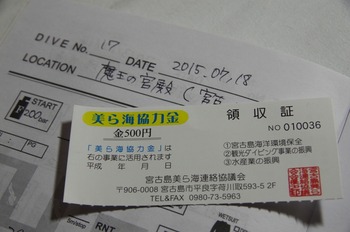 DIVE No. 17 DATE 2015.07.18
LOCATION 魔王の宮殿 (宮古
START
200bar
美ら海協力金
金500円
「美ら海協力金」は
右の事業に活用されます
平成 年 月 日
領収証
NO 010036
①宮古島海洋環境保全
②観光ダイビング事業の振興
③水産業の振興
宮古島美ら海連絡協議会
〒906-0008 宮古島市平良字荷川取593-5 2F
TEL&FAX 0980-73-5963
RNT
WETSUIT